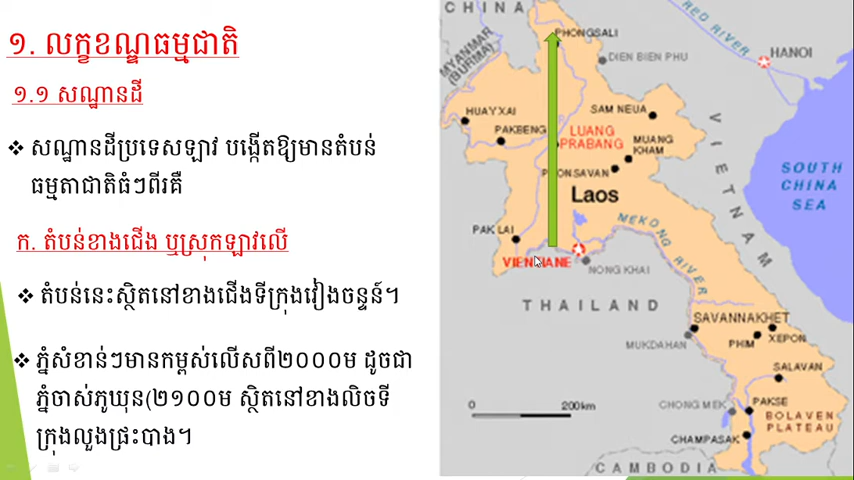 ១. លក្ខខណ្ឌធម្មជាតិ
១.១ សណ្ឋានដី
❖ សណ្ឋានដីប្រទេសឡាវ បង្កើតឱ្យមានតំបន់
ធម្មតាជាតិធំៗពីរគឺ
ក. តំបន់ខាងជើង ឬស្រុកឡាវលើ
❖ តំបន់នេះស្ថិតនៅខាងជើងទីក្រុងវៀងចន្ទន៍។
❖ ភ្នំសំខាន់ៗមានកម្ពស់លើសពី២០០០ម ដូចជា
ភ្នំចាស់ភូឃុន(២១០០ម ស្ថិតនៅខាងលិចទី
ក្រុងលួងប្រះបាង។
CHINA
MYANMAR
(BURMA)
PHONGSALI
DIEN BIEN PHU
RED RIVER
HANOI
HUAY XAI
PAKBENG
SAM NEUA
LUANG
PRABANG
MUANG
KHAM
PHONSAVAN
Laos
VIETNAM
SOUTH
CHINA
SEA
PAK LAI
MEKONG RIVER
NONG KHAI
THAILAND
SAVANNAKHET
MUKDAHAN
PHIM
XEPON
SALAVAN
CHONG MEK
PAKSE
BOLAVEN
PLATEAU
CHAMPASAK
0
200km
CAMBODIA